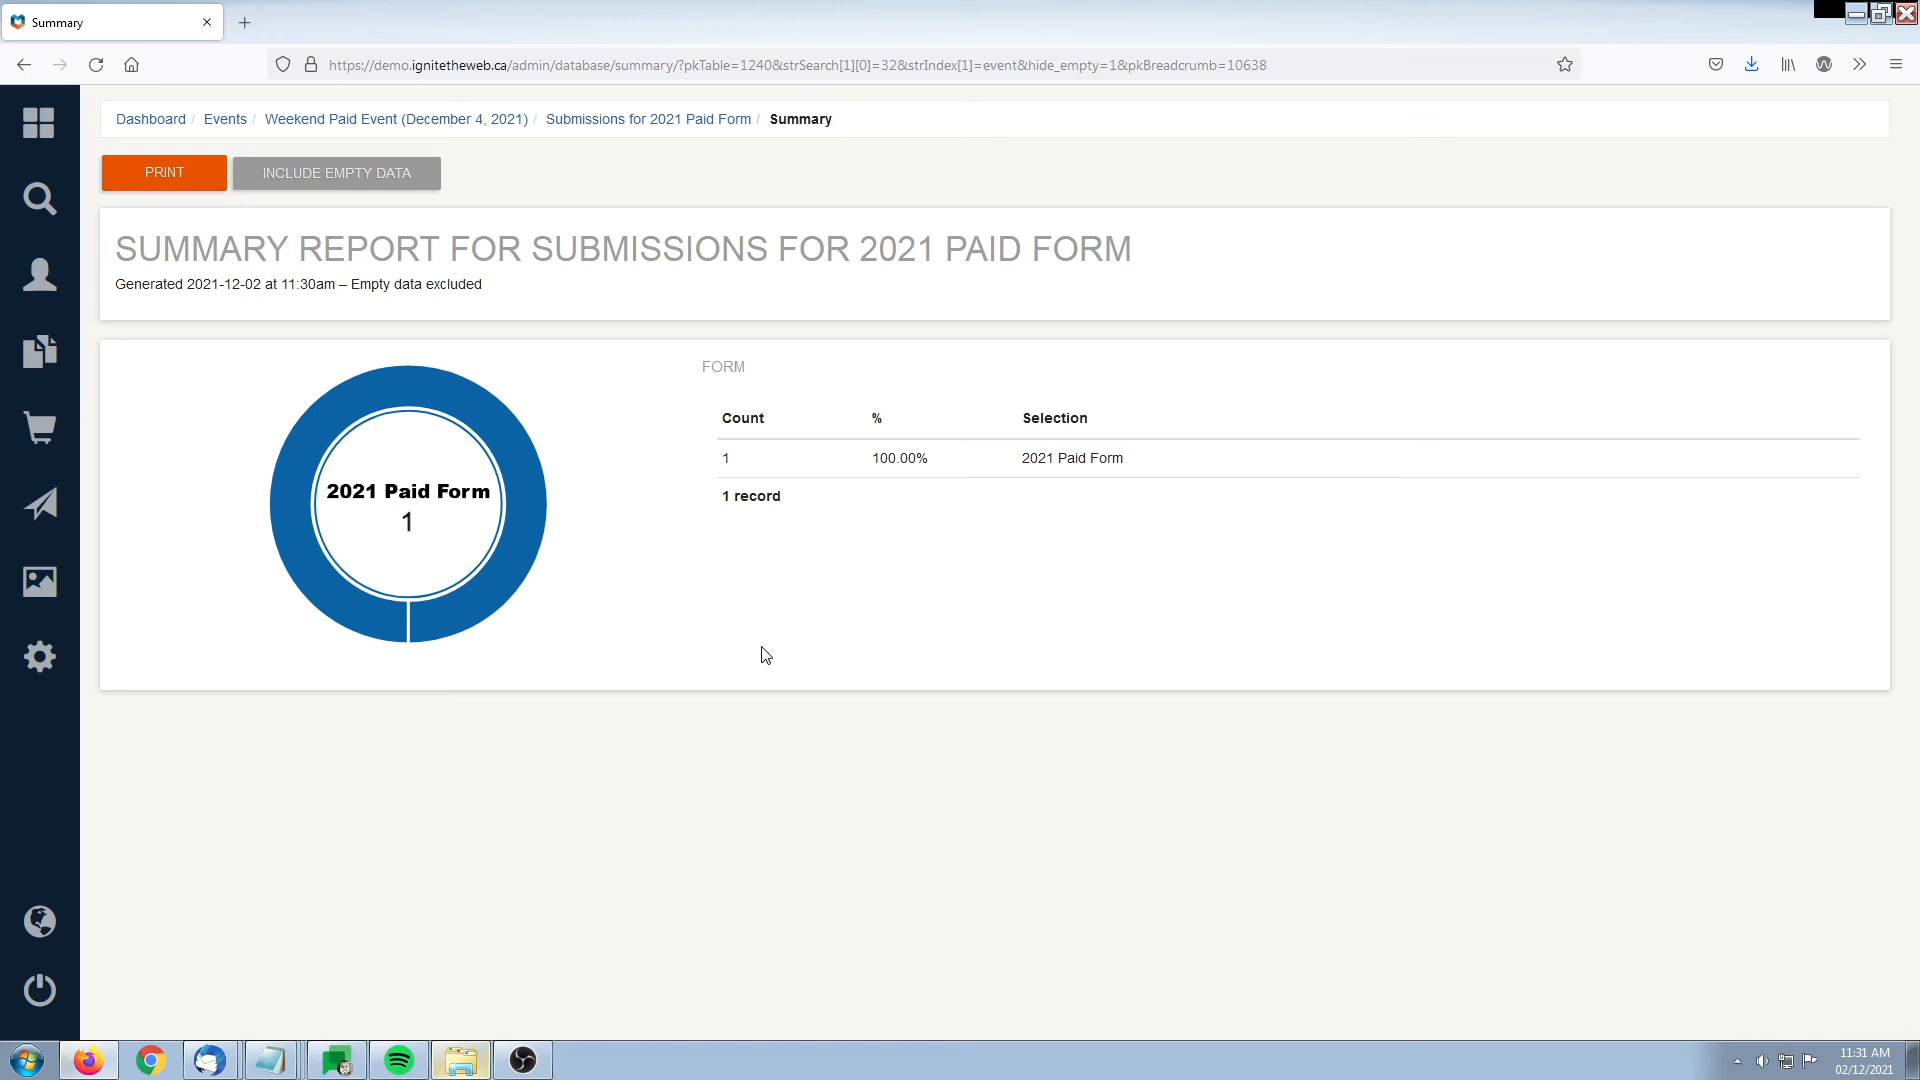 Summary
https://demo.ignitetheweb.ca/admin/database/summary/?pkTable=1240&strSearch[1][0]=32&strIndex[1]=event&hide_empty=1&pkBreadcrumb=10638
Dashboard / Events / Weekend Paid Event (December 4, 2021) / Submissions for 2021 Paid Form / Summary
PRINT INCLUDE EMPTY DATA
SUMMARY REPORT FOR SUBMISSIONS FOR 2021 PAID FORM
Generated 2021-12-02 at 11:30am – Empty data excluded
2021 Paid Form
1
FORM
Count % Selection
1 100.00% 2021 Paid Form
1 record
11:31 AM
02/12/2021